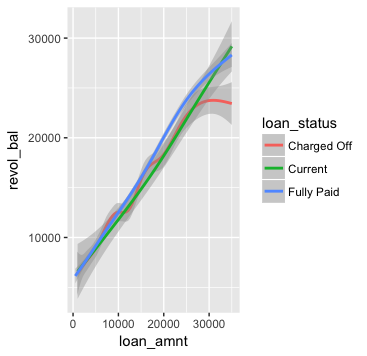 30000
20000
10000
revol_bal
0 10000 20000 30000
loan_amnt
loan_status
Charged Off
Current
Fully Paid